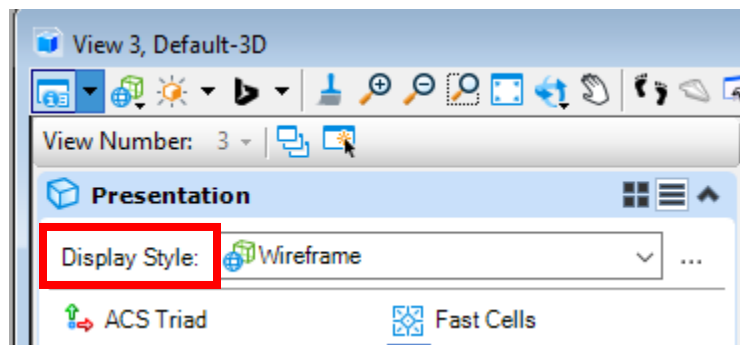 View 3, Default-3D
View Number: 3
Presentation
Display Style: Wireframe ...
ACS Triad Fast Cells